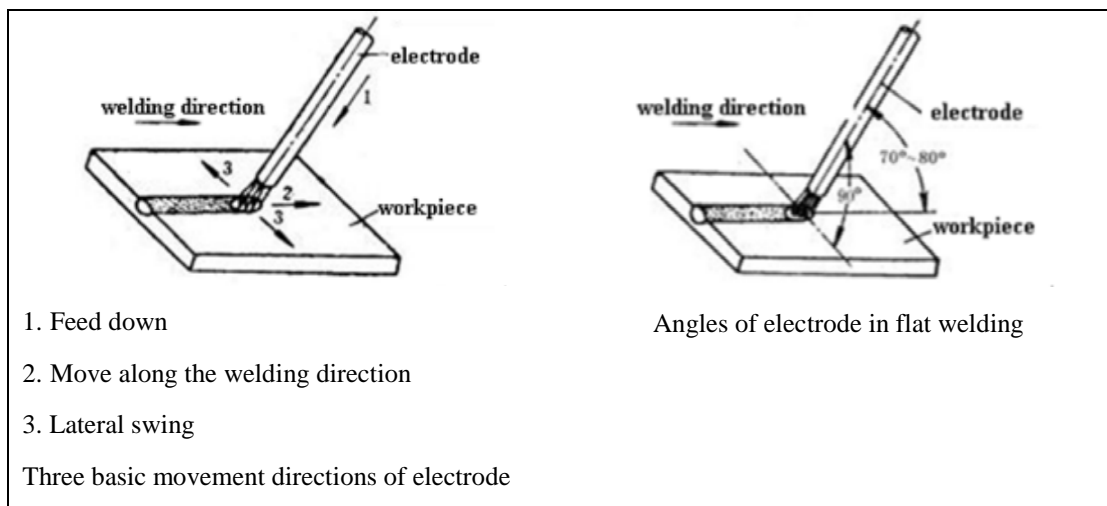 electrode
1
welding direction
3
2
3
workpiece
1. Feed down
2. Move along the welding direction
3. Lateral swing
Three basic movement directions of electrode
welding direction
electrode
70°~80°
90°
workpiece
Angles of electrode in flat welding